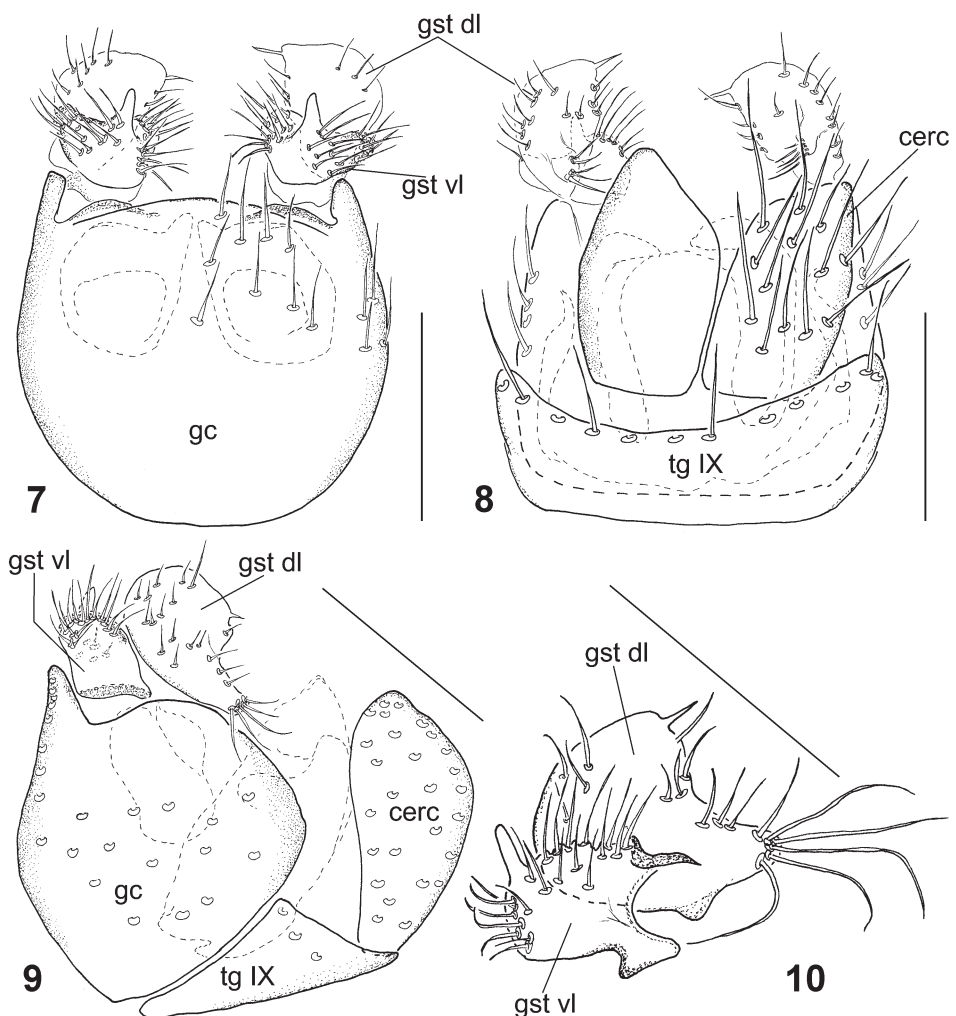 gst dl
cerc
gst vl
gc
tg IX
7
8
gst vl
gst dl
gst dl
cerc
gc
tg IX
9
10
gst vl